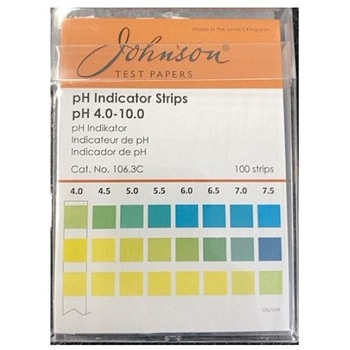 Made in the United Kingdom
Johnson®
TEST PAPERS
pH Indicator Strips
pH 4.0-10.0
pH Indikator
Indicateur de pH
Indicador de pH
Cat. No. 106.3C 100 strips
4.0 4.5 5.0 5.5 6.0 6.5 7.0 7.5